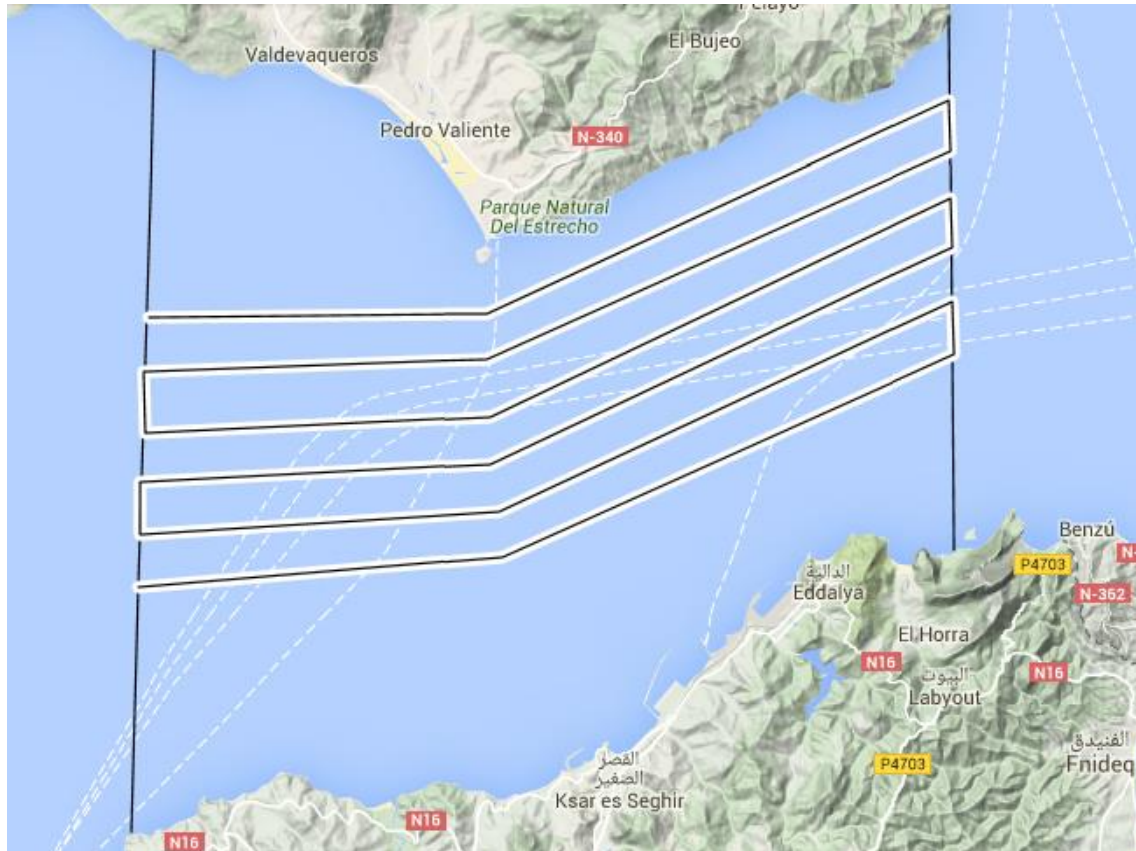 Pelayo
El Bujeo
Valdevaqueros
Pedro Valiente
N-340
Parque Natural
Del Estrecho
Benzú
P4703
N-
N-362
الدالية
Eddalya
El Horra
N16
N16
البيوت
Labyout
الفنيدق
Fnideq
P4703
القصر
الصغير
Ksar es Seghir
N16